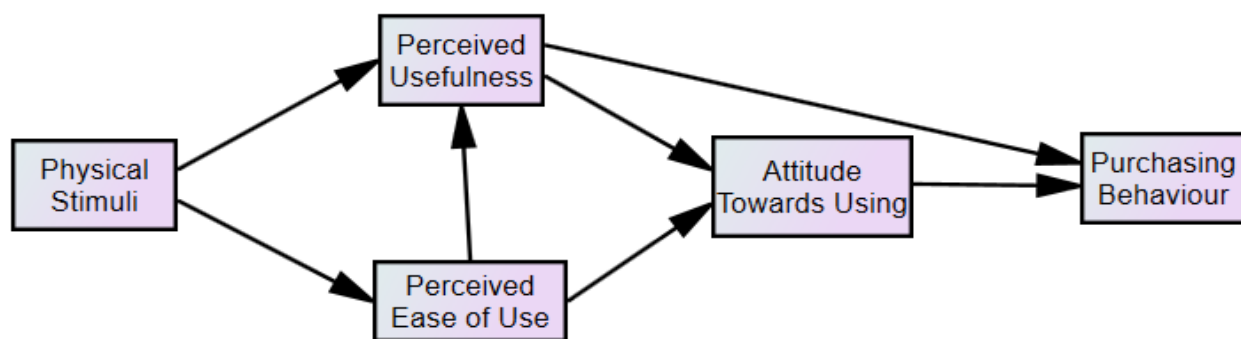 Perceived
Usefulness
Physical
Stimuli
Attitude
Towards Using
Purchasing
Behaviour
Perceived
Ease of Use